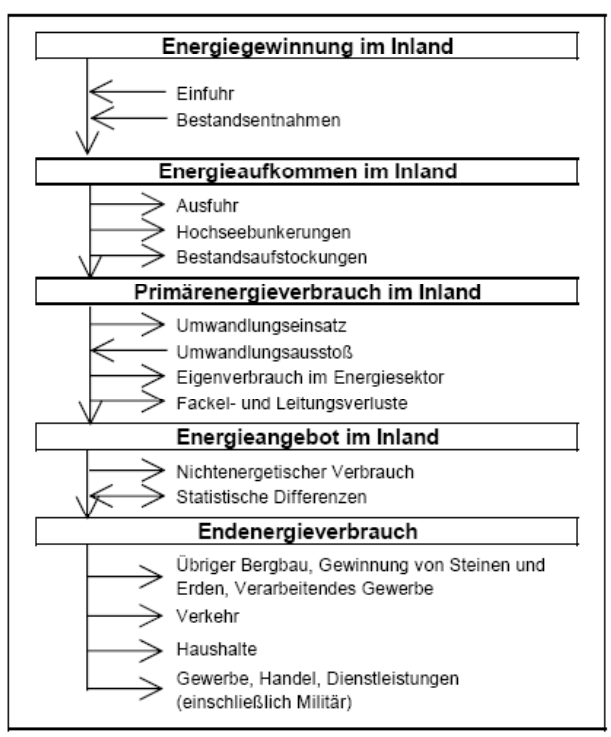 Energiegewinnung im Inland
Einfuhr
Bestandsentnahmen
Energieaufkommen im Inland
Ausfuhr
Hochseebunkerungen
Bestandsaufstockungen
Primärenergieverbrauch im Inland
Umwandlungseinsatz
Umwandlungsausstoß
Eigenverbrauch im Energiesektor
Fackel- und Leitungsverluste
Energieangebot im Inland
Nichtenergetischer Verbrauch
Statistische Differenzen
Endenergieverbrauch
Übriger Bergbau, Gewinnung von Steinen und
Erden, Verarbeitendes Gewerbe
Verkehr
Haushalte
Gewerbe, Handel, Dienstleistungen
(einschließlich Militär)